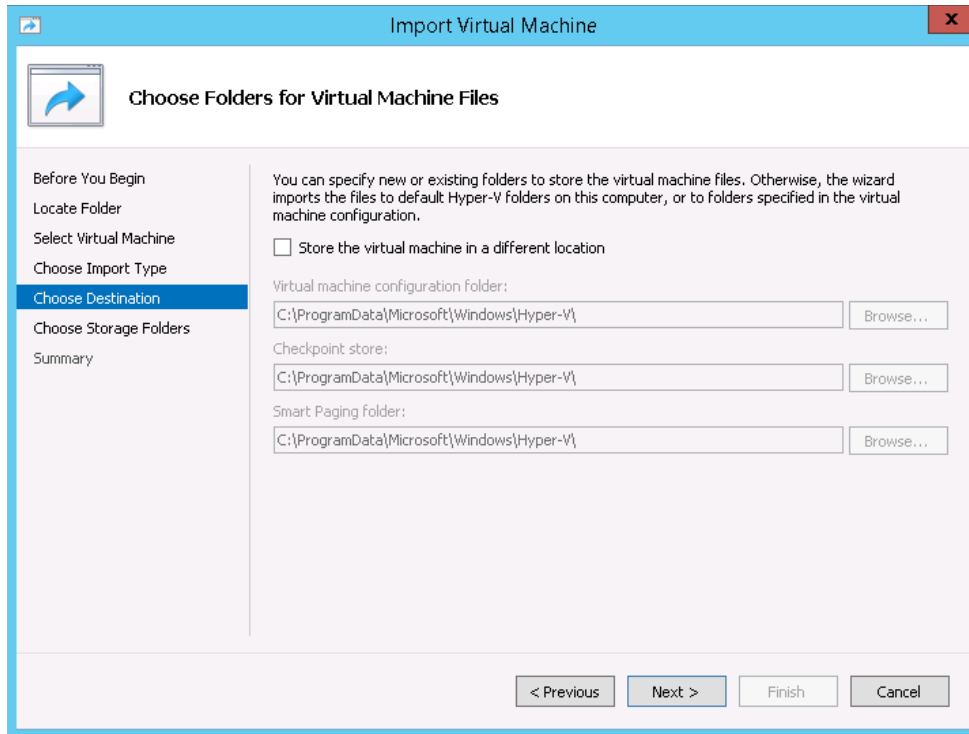 Import Virtual Machine
x
Choose Folders for Virtual Machine Files
Before You Begin
Locate Folder
Select Virtual Machine
Choose Import Type
Choose Destination
Choose Storage Folders
Summary
You can specify new or existing folders to store the virtual machine files. Otherwise, the wizard
imports the files to default Hyper-V folders on this computer, or to folders specified in the virtual
machine configuration.
Store the virtual machine in a different location
Virtual machine configuration folder:
C:\ProgramData\Microsoft\Windows\Hyper-V\
Browse...
Checkpoint store:
C:\ProgramData\Microsoft\Windows\Hyper-V\
Browse...
Smart Paging folder:
C:\ProgramData\Microsoft\Windows\Hyper-V\
Browse...
< Previous
Next >
Finish
Cancel